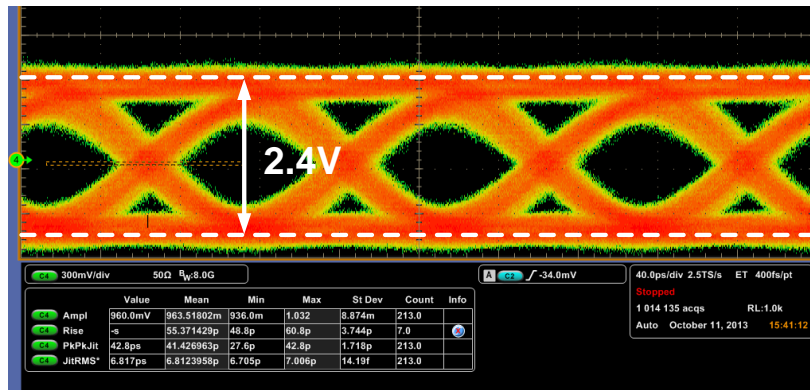 4
2.4V
C4 300mV/div 50Ω BW:8.0G
A C2 -34.0mV
40.0ps/div 2.5TS/s ET 400fs/pt
Stopped
1 014 135 acqs RL:1.0k
Auto October 11, 2013 15:41:12
Value Mean Min Max St Dev Count Info
C4 Ampl 960.0mV 963.51802m 936.0m 1.032 8.874m 213.0
C4 Rise -s 55.371429p 48.8p 60.8p 3.744p 7.0
C4 PkPkJit 42.8ps 41.426963p 27.6p 42.8p 1.718p 213.0
C4 JitRMS* 6.817ps 6.8123958p 6.705p 7.006p 14.19f 213.0